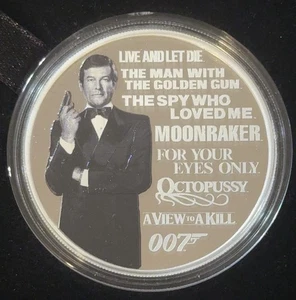 LIVE AND LET DIE
THE MAN WITH
THE GOLDEN GUN
THE SPY WHO
LOVED ME
MOONRAKER
FOR YOUR
EYES ONLY
OCTOPUSSY
A VIEW TO A KILL
007